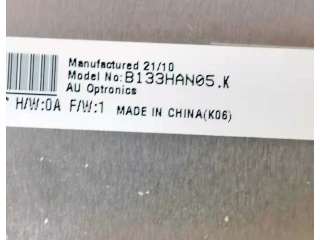 Manufactured 21/10
Model No:B133HAN05.K
AU Optronics
H/W:0A F/W:1 MADE IN CHINA(K06)